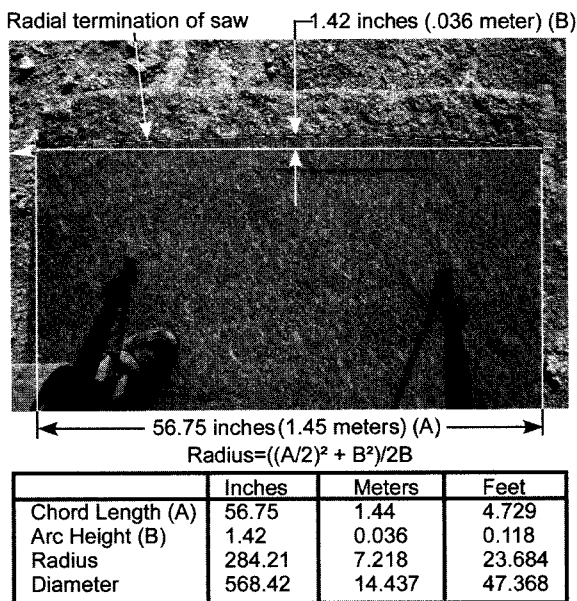 Radial termination of saw
1.42 inches (.036 meter) (B)
56.75 inches (1.45 meters) (A)
Radius=((A/2)² + B²)/2B
Inches Meters Feet
Chord Length (A) 56.75 1.44 4.729
Arc Height (B) 1.42 0.036 0.118
Radius 284.21 7.218 23.684
Diameter 568.42 14.437 47.368